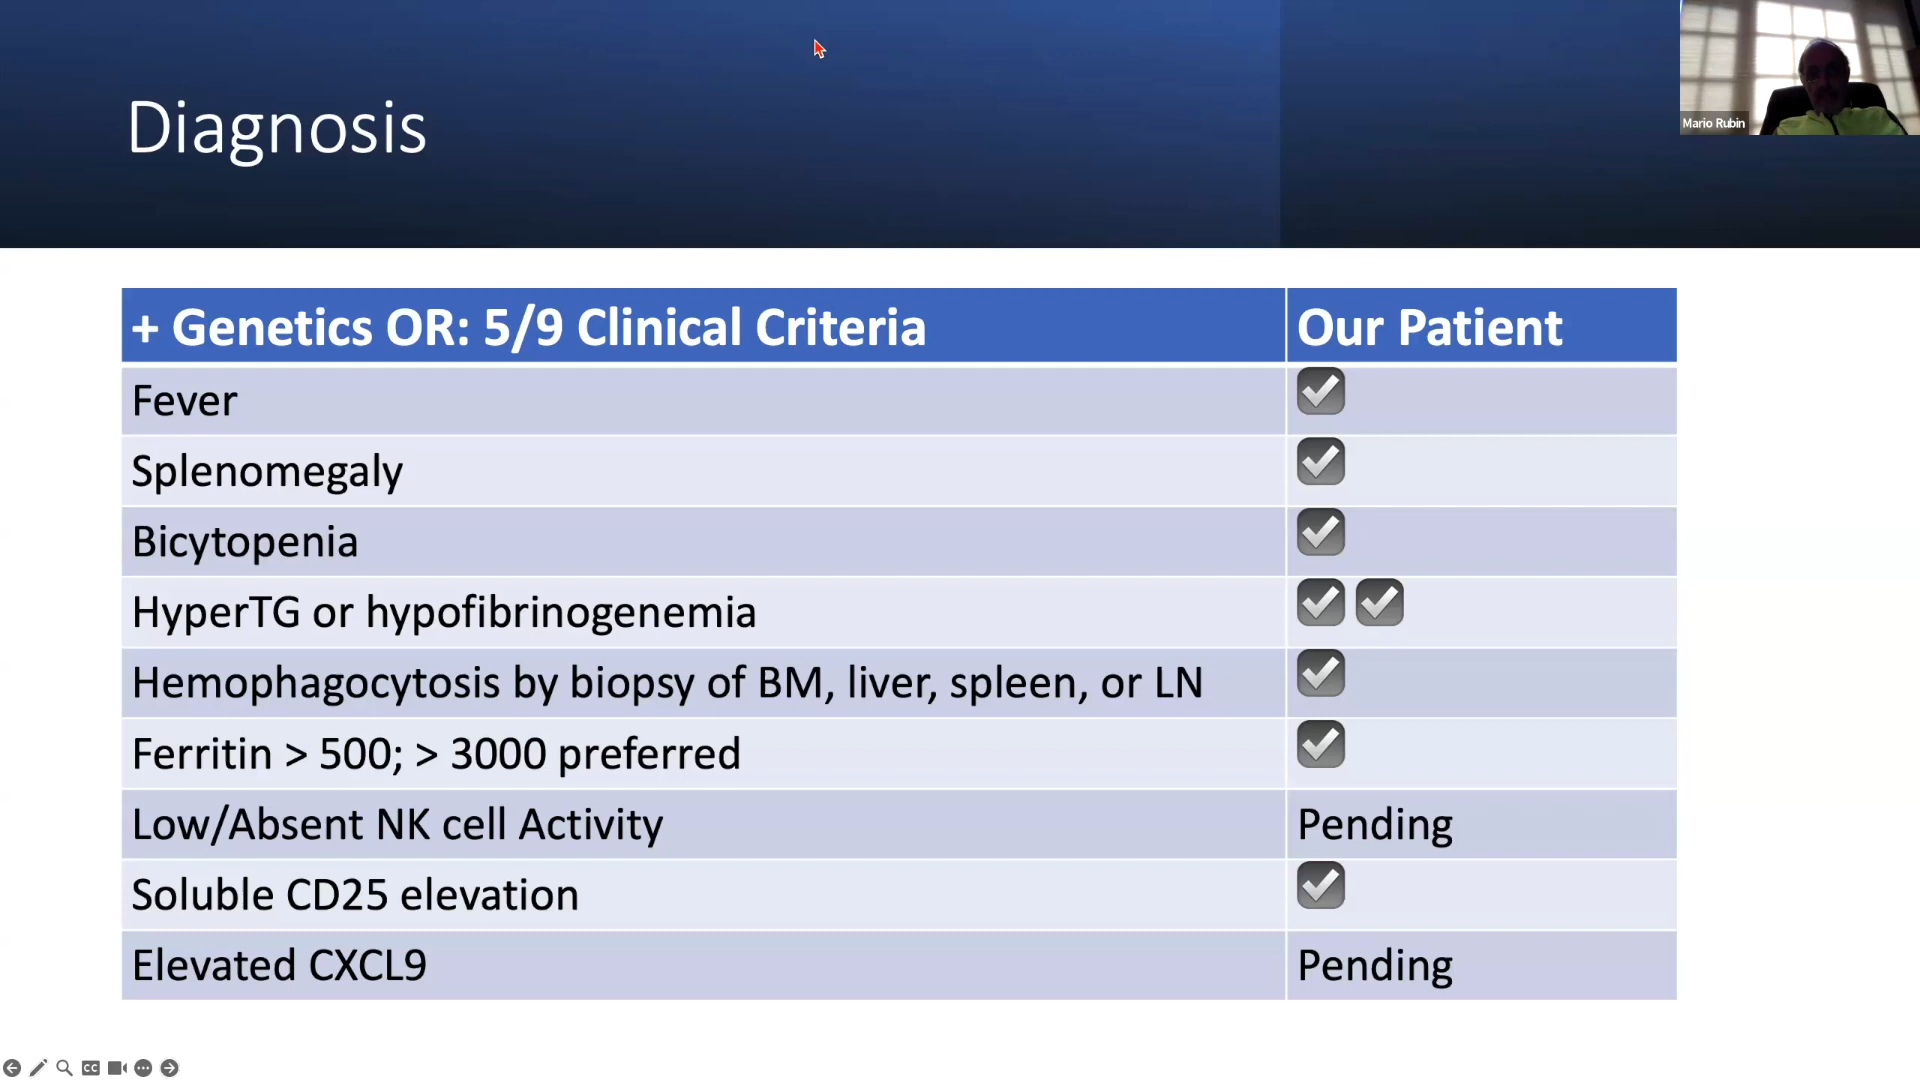 Diagnosis
Mario Rubin
+ Genetics OR: 5/9 Clinical Criteria Our Patient
Fever
Splenomegaly
Bicytopenia
HyperTG or hypofibrinogenemia
Hemophagocytosis by biopsy of BM, liver, spleen, or LN
Ferritin > 500; > 3000 preferred
Low/Absent NK cell Activity Pending
Soluble CD25 elevation
Elevated CXCL9 Pending
CC